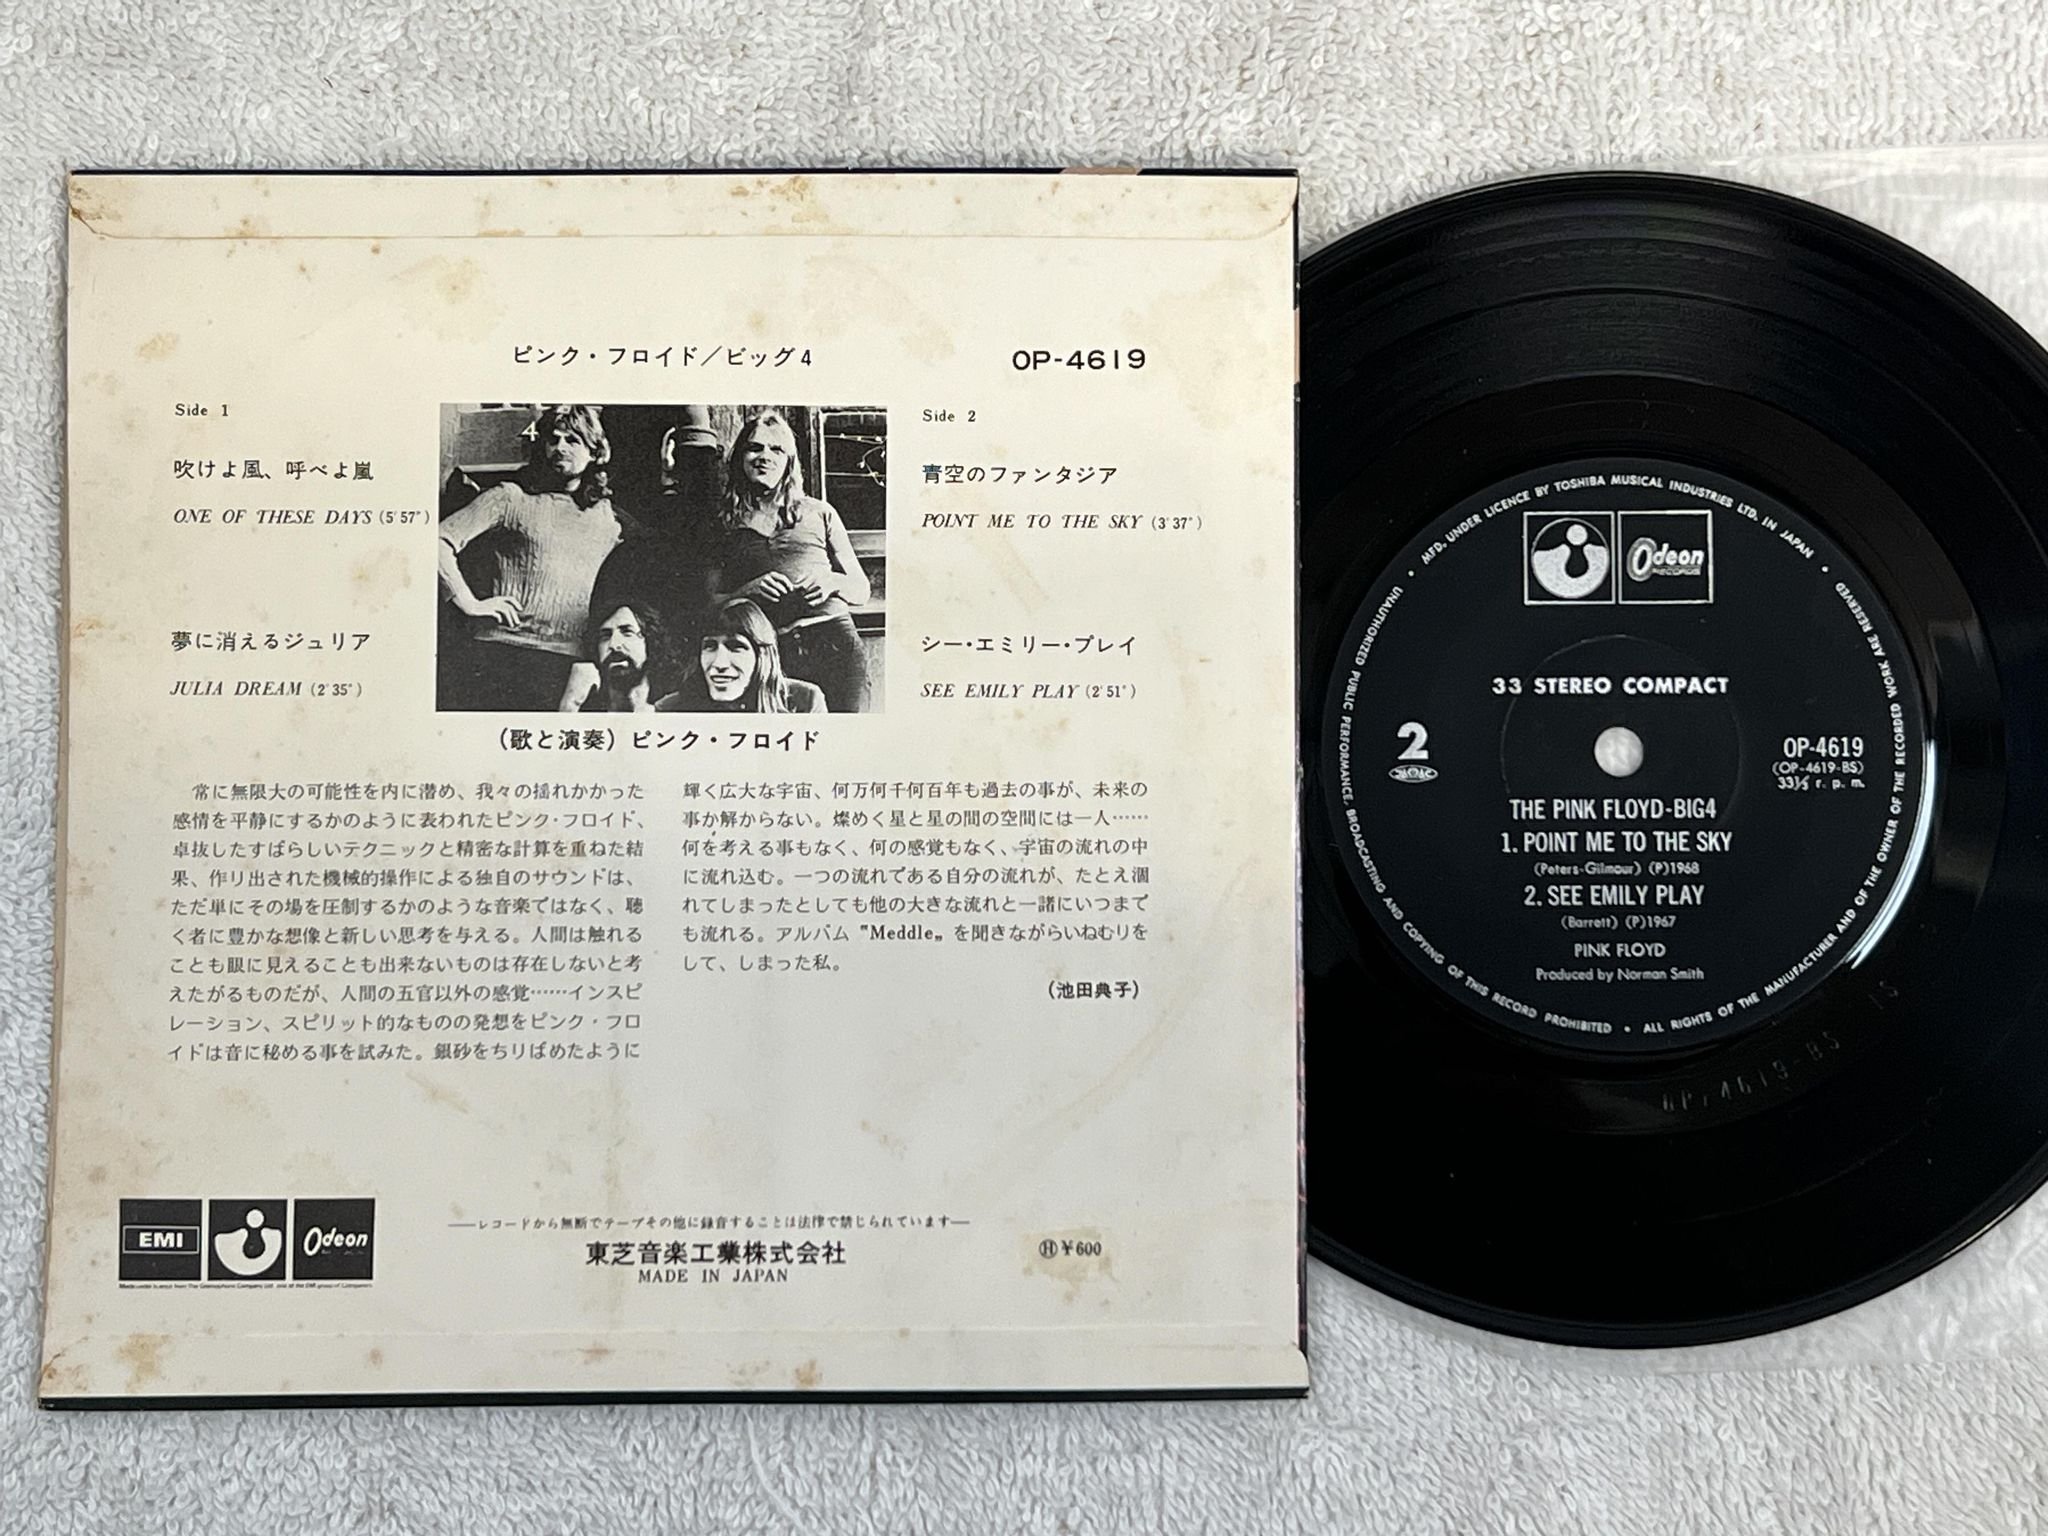 ピンク・フロイド／ビッグ4
OP-4619
Side 1
吹けよ風、呼べよ嵐
ONE OF THESE DAYS (5'57")
夢に消えるジュリア
JULIA DREAM (2'35")
4
Side 2
青空のファンタジア
POINT ME TO THE SKY (3'37")
シー・エミリー・プレイ
SEE EMILY PLAY (2'51")
(歌と演奏) ピンク・フロイド
常に無限大の可能性を内に潜め、我々の揺れかかった
感情を平静にするかのように表われたピンク・フロイド、
卓抜したすばらしいテクニックと精密な計算を重ねた結
果、作り出された機械的操作による独自のサウンドは、
ただ単にその場を圧制するかのような音楽ではなく、聴
く者に豊かな想像と新しい思考を与える。人間は触れる
ことも眼に見えることも出来ないものは存在しないと考
えたがるものだが、人間の五官以外の感覚……インスピ
レーション、スピリット的なものの発想をピンク・フロ
イドは音に秘める事を試みた。銀砂をちりばめたように
輝く広大な宇宙、何万何千何百年も過去の事が、未来の
事か解からない。燦めく星と星の間の空間には一人……
何を考える事もなく、何の感覚もなく、宇宙の流れの中
に流れ込む。一つの流れである自分の流れが、たとえ涸
れてしまったとしても他の大きな流れと一諸にいつまで
も流れる。アルバム〝Meddle〟を聞きながらいねむりを
して、しまった私。
(池田典子)
EMI
Odeon
Made under licence from The Gramophone Company Ltd. one of the EMI group of Companies
——レコードから無断でテープその他に録音することは法律で禁じられています—
東芝音楽工業株式会社
MADE IN JAPAN
Ⓗ¥600
MFD. UNDER LICENCE BY TOSHIBA MUSICAL INDUSTRIES LTD. IN JAPAN •
Odeon
RECORDS
33 STEREO COMPACT
2
JASRAC
OP-4619
(OP-4619-BS)
33⅓ r. p. m.
THE PINK FLOYD-BIG4
1. POINT ME TO THE SKY
(Peters-Gilmour) (P)1968
2. SEE EMILY PLAY
(Barrett) (P)1967
PINK FLOYD
Produced by Norman Smith
• UNAUTHORIZED PUBLIC PERFORMANCE, BROADCASTING AND COPYING OF THIS RECORD PROHIBITED • ALL RIGHTS OF THE MANUFACTURER AND OF THE OWNER OF THE RECORDED WORK ARE RESERVED
OP-4619-BS 1S